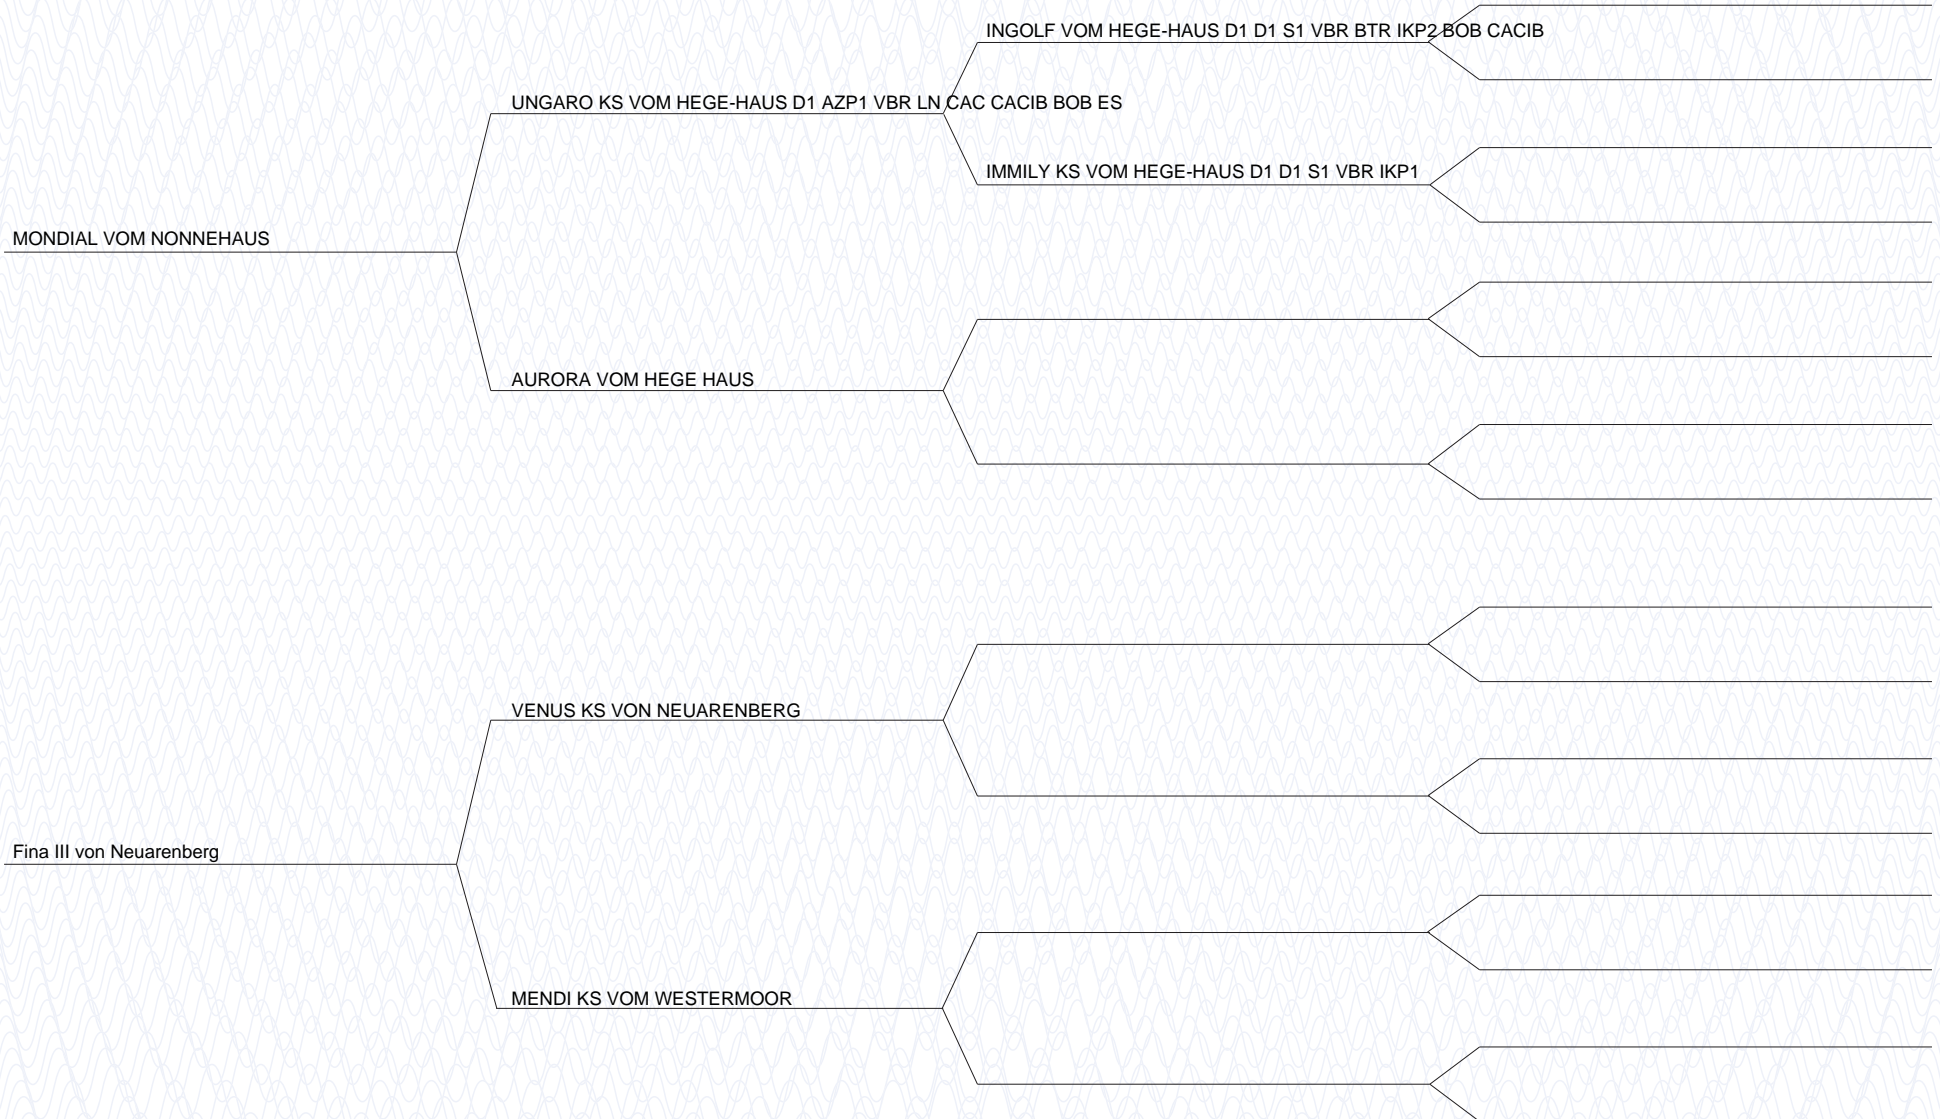 INGOLF VOM HEGE-HAUS D1 D1 S1 VBR BTR IKP2 BOB CACIB
UNGARO KS VOM HEGE-HAUS D1 AZP1 VBR LN CAC CACIB BOB ES
IMMILY KS VOM HEGE-HAUS D1 D1 S1 VBR IKP1
MONDIAL VOM NONNEHAUS
AURORA VOM HEGE HAUS
VENUS KS VON NEUARENBERG
Fina III von Neuarenberg
MENDI KS VOM WESTERMOOR